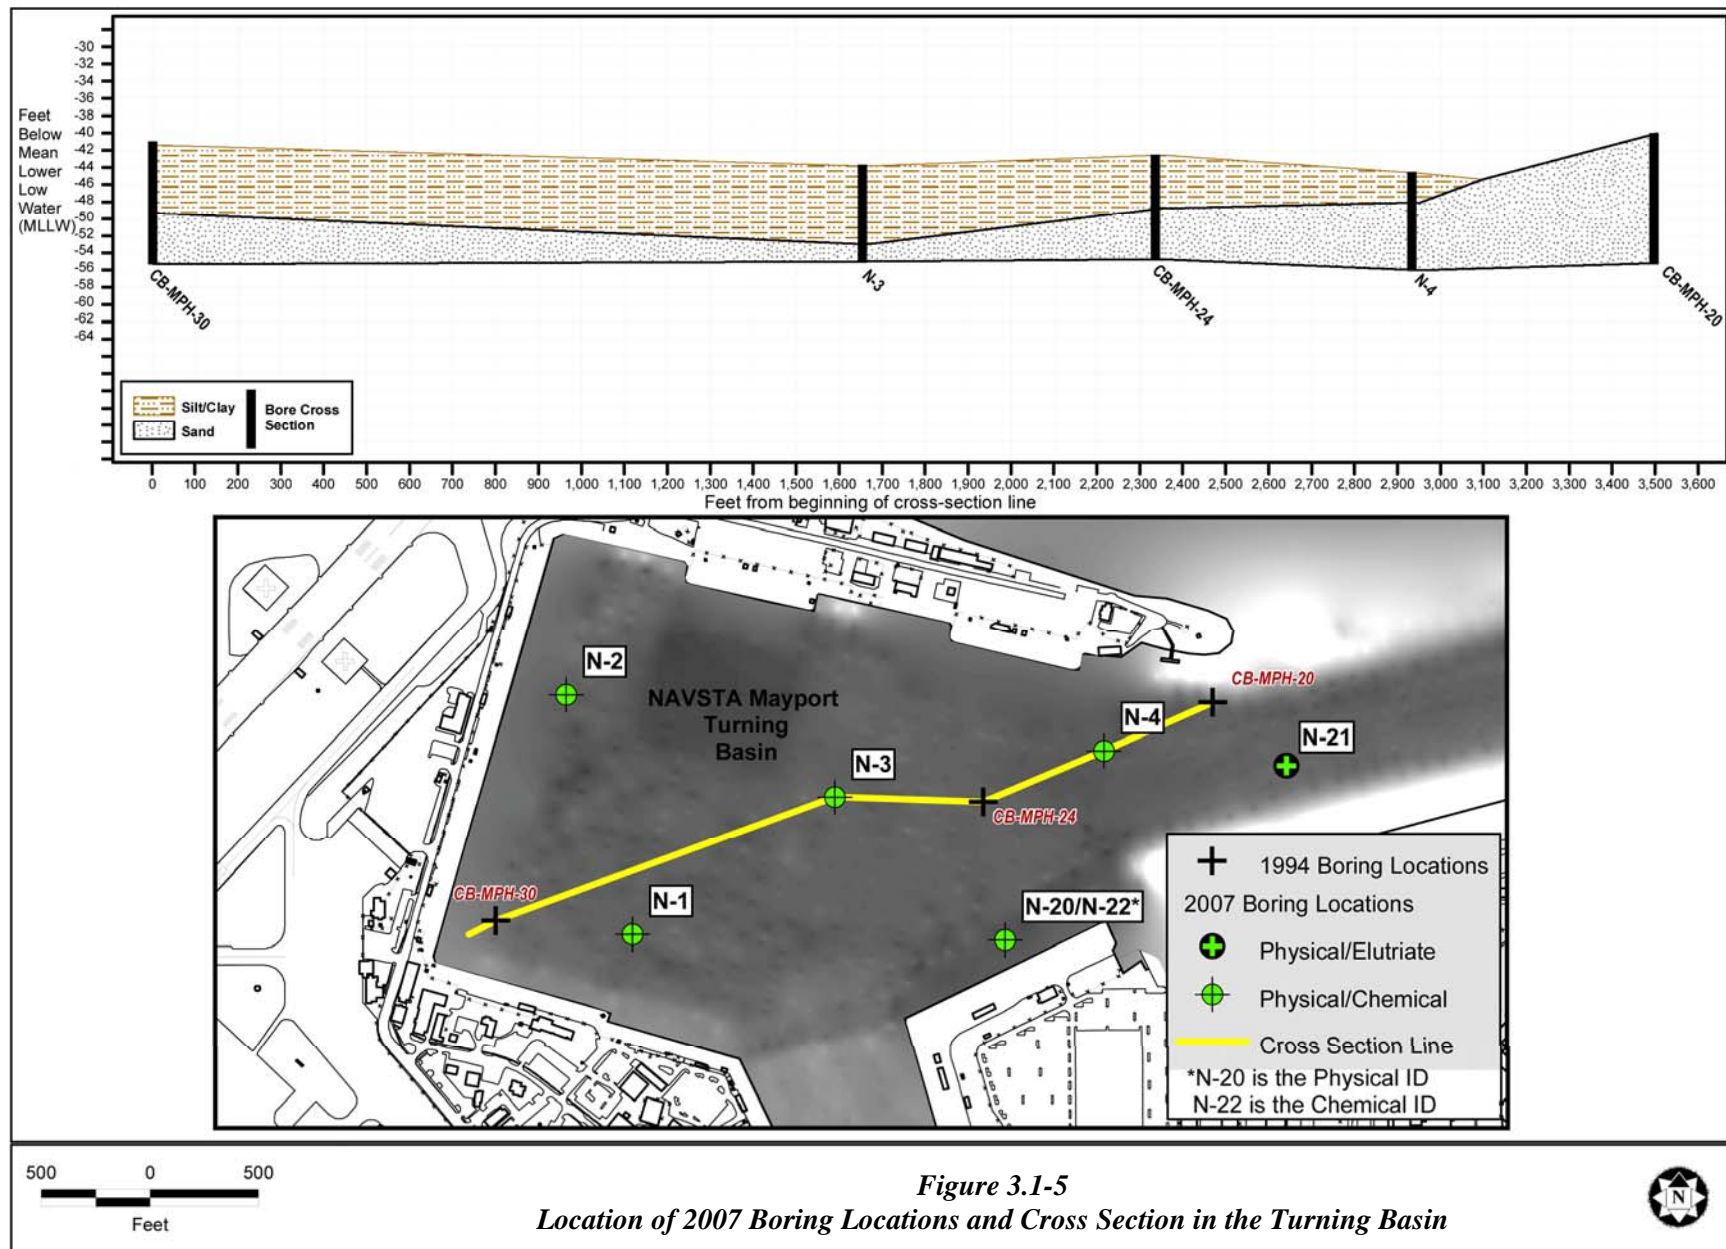 -30
-32
-34
-36
Feet -38
Below -40
Mean -42
Lower -44
Low -46
Water -48
(MLLW) -50
-52
-54
-56
-58
-60
-62
-64
CB-MPH-30
N-3
CB-MPH-24
N-4
CB-MPH-20
Silt/Clay
Sand
Bore Cross
Section
0 100 200 300 400 500 600 700 800 900 1,000 1,100 1,200 1,300 1,400 1,500 1,600 1,700 1,800 1,900 2,000 2,100 2,200 2,300 2,400 2,500 2,600 2,700 2,800 2,900 3,000 3,100 3,200 3,300 3,400 3,500 3,600
Feet from beginning of cross-section line
N-2
NAVSTA Mayport
Turning
Basin
CB-MPH-20
N-4
N-21
N-3
CB-MPH-24
CB-MPH-30
N-1
N-20/N-22*
1994 Boring Locations
2007 Boring Locations
Physical/Elutriate
Physical/Chemical
Cross Section Line
*N-20 is the Physical ID
N-22 is the Chemical ID
500 0 500
Feet
Figure 3.1-5
Location of 2007 Boring Locations and Cross Section in the Turning Basin
N